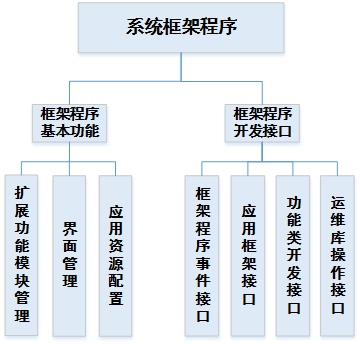 系统框架程序
框架程序
基本功能
框架程序
开发接口
扩展功能模块管理
界面管理
应用资源配置
框架程序事件接口
应用框架接口
功能类开发接口
运维库操作接口